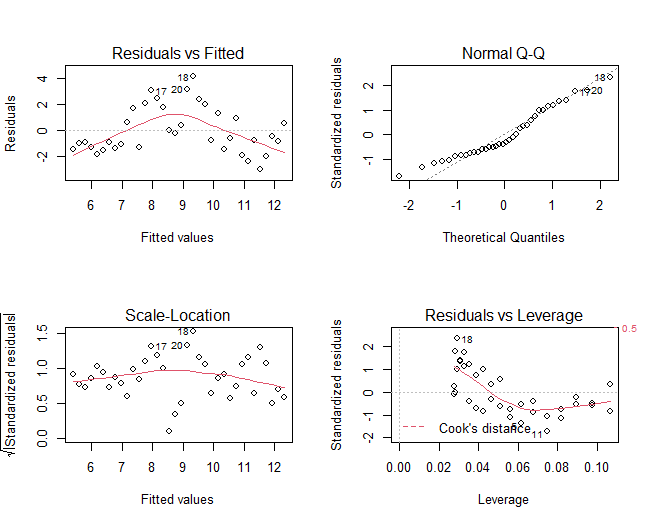 Residuals vs Fitted
Residuals
4
2
0
-2
18
17
20
6 7 8 9 10 11 12
Fitted values
Normal Q-Q
Standardized residuals
2
1
0
-1
18
17
20
-2 -1 0 1 2
Theoretical Quantiles
Scale-Location
√|Standardized residuals|
1.5
1.0
0.5
0.0
18
17
20
6 7 8 9 10 11 12
Fitted values
Residuals vs Leverage
Standardized residuals
2
1
0
-1
-2
18
0.5
11
Cook's distance
0.00 0.02 0.04 0.06 0.08 0.10
Leverage